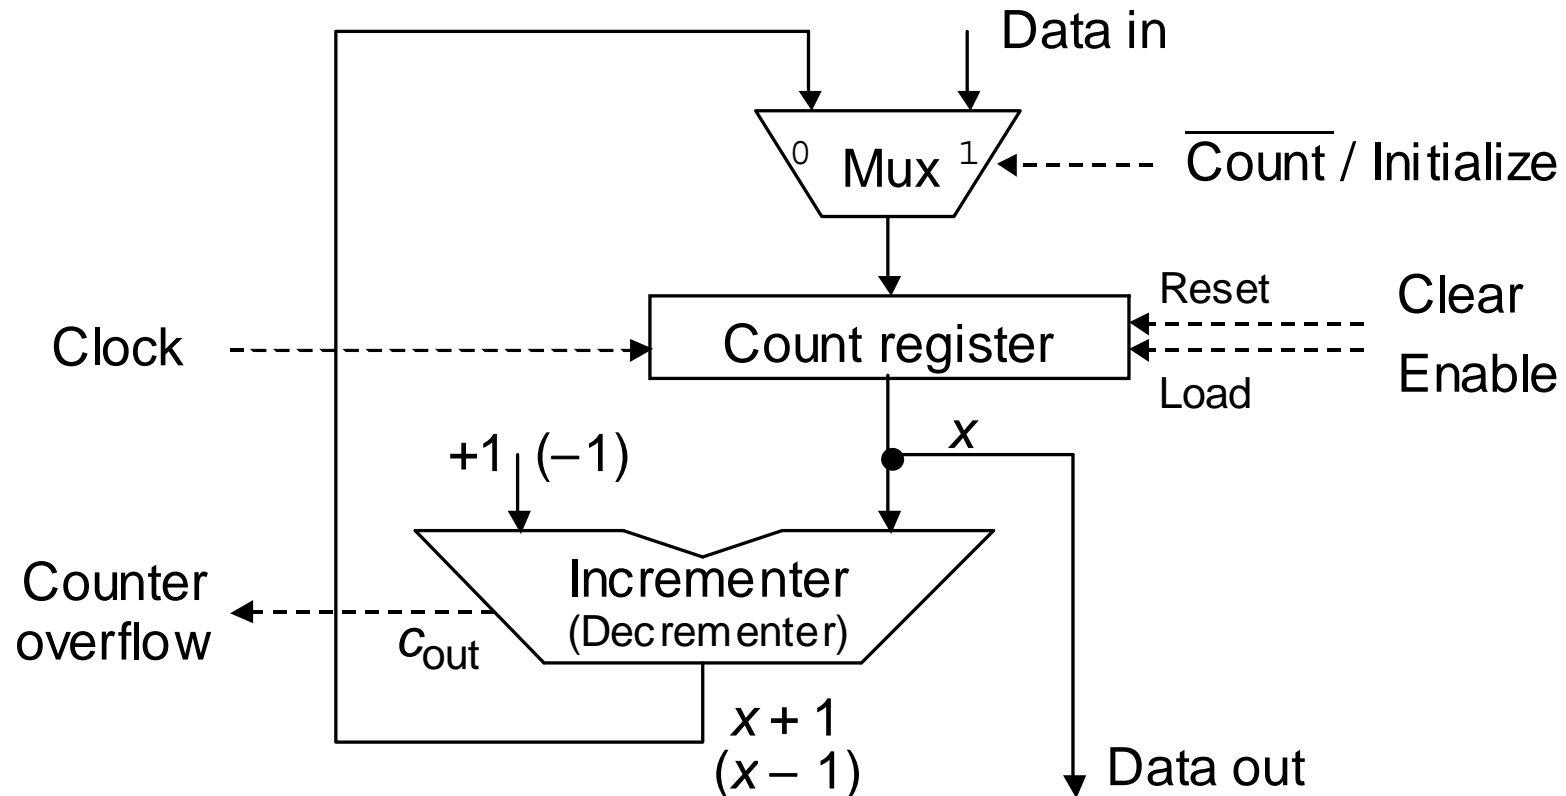 Data in
0 Mux 1
Count / Initialize
Reset
Clear
Clock
Count register
Enable
Load
x
+1 (–1)
Incrementer
(Decrementer)
Counter
overflow
cout
x + 1
(x – 1)
Data out